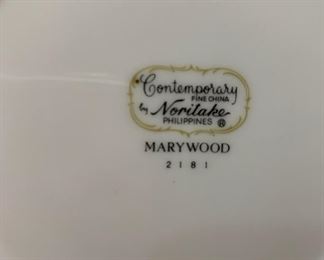 Contemporary
FINE CHINA
by Noritake
PHILIPPINES ®
MARYWOOD
2181